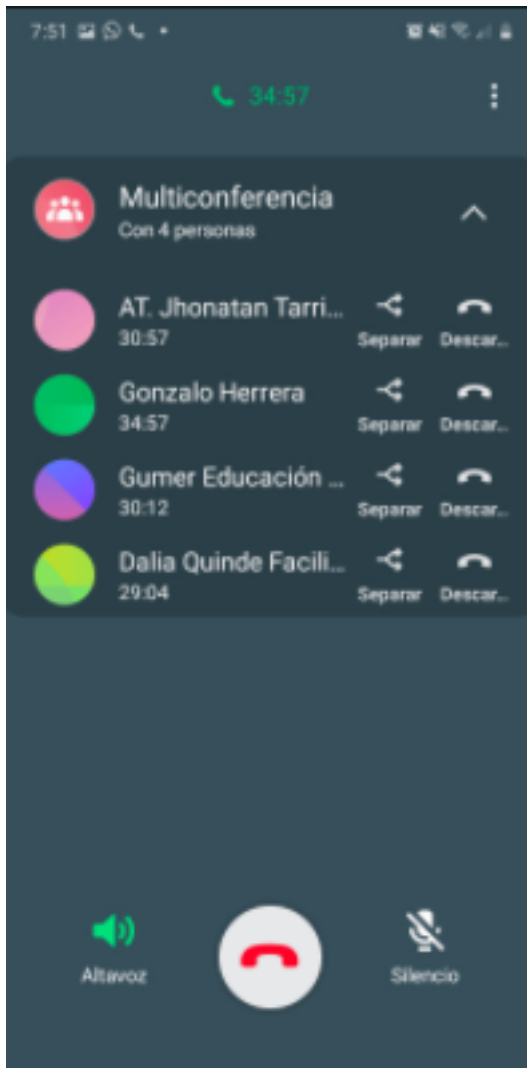 7:51
34:57
Multiconferencia
Con 4 personas
AT. Jhonatan Tarri...
30:57
Separar Descar...
Gonzalo Herrera
34:57
Separar Descar...
Gumer Educación ...
30:12
Separar Descar...
Dalia Quinde Facili...
29:04
Separar Descar...
Altavoz
Silencio